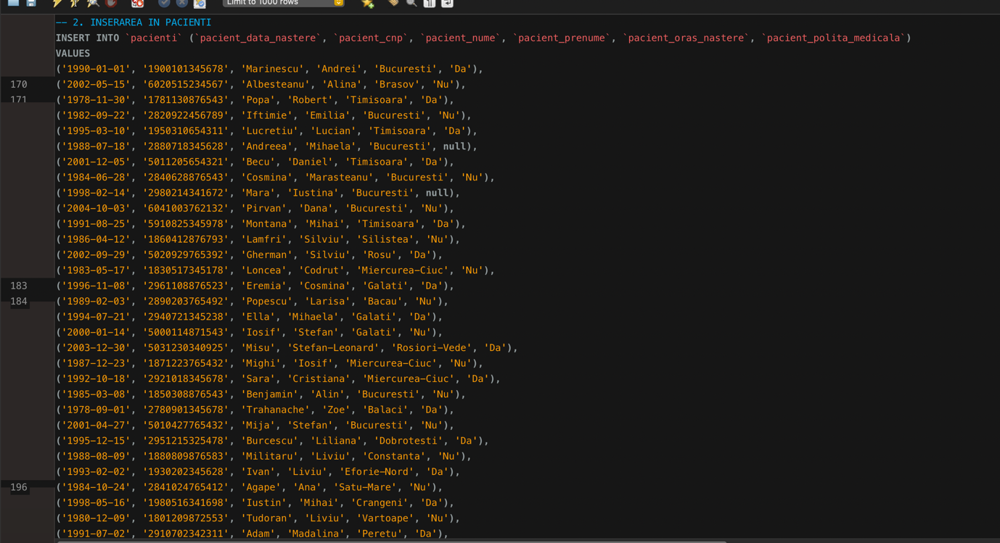 Limit to 1000 rows
-- 2. INSERAREA IN PACIENTI
INSERT INTO `pacienti` (`pacient_data_nastere`, `pacient_cnp`, `pacient_nume`, `pacient_prenume`, `pacient_oras_nastere`, `pacient_polita_medicala`)
VALUES
('1990-01-01', '1900101345678', 'Marinescu', 'Andrei', 'Bucuresti', 'Da'),
170 ('2002-05-15', '6020515234567', 'Albesteanu', 'Alina', 'Brasov', 'Nu'),
171 ('1978-11-30', '1781130876543', 'Popa', 'Robert', 'Timisoara', 'Da'),
('1982-09-22', '2820922456789', 'Iftimie', 'Emilia', 'Bucuresti', 'Nu'),
('1995-03-10', '1950310654311', 'Lucretiu', 'Lucian', 'Timisoara', 'Da'),
('1988-07-18', '2880718345628', 'Andreea', 'Mihaela', 'Bucuresti', null),
('2001-12-05', '5011205654321', 'Becu', 'Daniel', 'Timisoara', 'Da'),
('1984-06-28', '2840628876543', 'Cosmina', 'Marasteanu', 'Bucuresti', 'Nu'),
('1998-02-14', '2980214341672', 'Mara', 'Iustina', 'Bucuresti', null),
('2004-10-03', '6041003762132', 'Pirvan', 'Dana', 'Bucuresti', 'Nu'),
('1991-08-25', '5910825345978', 'Montana', 'Mihai', 'Timisoara', 'Da'),
('1986-04-12', '1860412876793', 'Lamfri', 'Silviu', 'Silistea', 'Nu'),
('2002-09-29', '5020929765392', 'Gherman', 'Silviu', 'Rosu', 'Da'),
('1983-05-17', '1830517345178', 'Loncea', 'Codrut', 'Miercurea-Ciuc', 'Nu'),
183 ('1996-11-08', '2961108876523', 'Eremia', 'Cosmina', 'Galati', 'Da'),
184 ('1989-02-03', '2890203765492', 'Popescu', 'Larisa', 'Bacau', 'Nu'),
('1994-07-21', '2940721345238', 'Ella', 'Mihaela', 'Galati', 'Da'),
('2000-01-14', '5000114871543', 'Iosif', 'Stefan', 'Galati', 'Nu'),
('2003-12-30', '5031230340925', 'Misu', 'Stefan-Leonard', 'Rosiori-Vede', 'Da'),
('1987-12-23', '1871223765432', 'Mighi', 'Iosif', 'Miercurea-Ciuc', 'Nu'),
('1992-10-18', '2921018345678', 'Sara', 'Cristiana', 'Miercurea-Ciuc', 'Da'),
('1985-03-08', '1850308876543', 'Benjamin', 'Alin', 'Bucuresti', 'Nu'),
('1978-09-01', '2780901345678', 'Trahanache', 'Zoe', 'Balaci', 'Da'),
('2001-04-27', '5010427765432', 'Mija', 'Stefan', 'Bucuresti', 'Nu'),
('1995-12-15', '2951215325478', 'Burcescu', 'Liliana', 'Dobrotesti', 'Da'),
('1988-08-09', '1880809876583', 'Militaru', 'Liviu', 'Constanta', 'Nu'),
('1993-02-02', '1930202345628', 'Ivan', 'Liviu', 'Eforie-Nord', 'Da'),
196 ('1984-10-24', '2841024765412', 'Agape', 'Ana', 'Satu-Mare', 'Nu'),
('1998-05-16', '1980516341698', 'Iustin', 'Mihai', 'Crangeni', 'Da'),
('1980-12-09', '1801209872553', 'Tudoran', 'Liviu', 'Vartoape', 'Nu'),
('1991-07-02', '2910702342311', 'Adam', 'Madalina', 'Peretu', 'Da'),